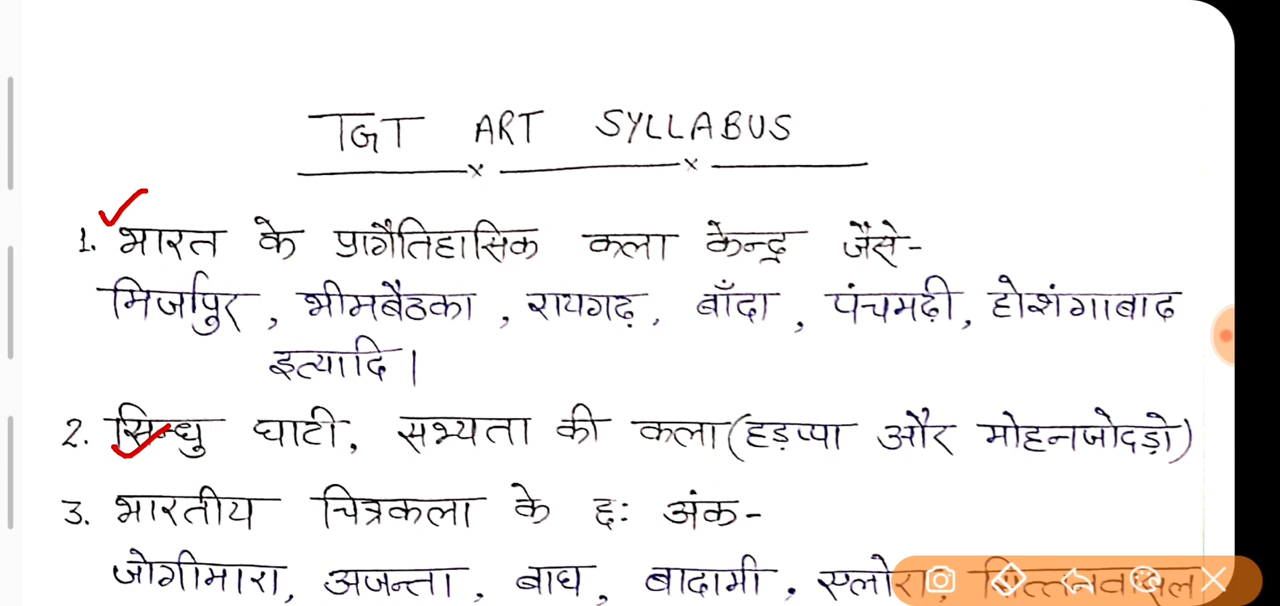 TGT ART SYLLABUS
1. भारत के प्रागैतिहासिक कला केन्द्र जैसे-
मिर्जापुर, भीमबैठका, रायगढ़, बाँदा, पंचमढ़ी, होशंगाबाद
इत्यादि।
2. सिन्धु घाटी, सभ्यता की कला (हड़प्पा और मोहनजोदड़ो)
3. भारतीय चित्रकला के छः अंक-
जोगीमारा, अजन्ता, बाघ, बादामी, एलोरा,